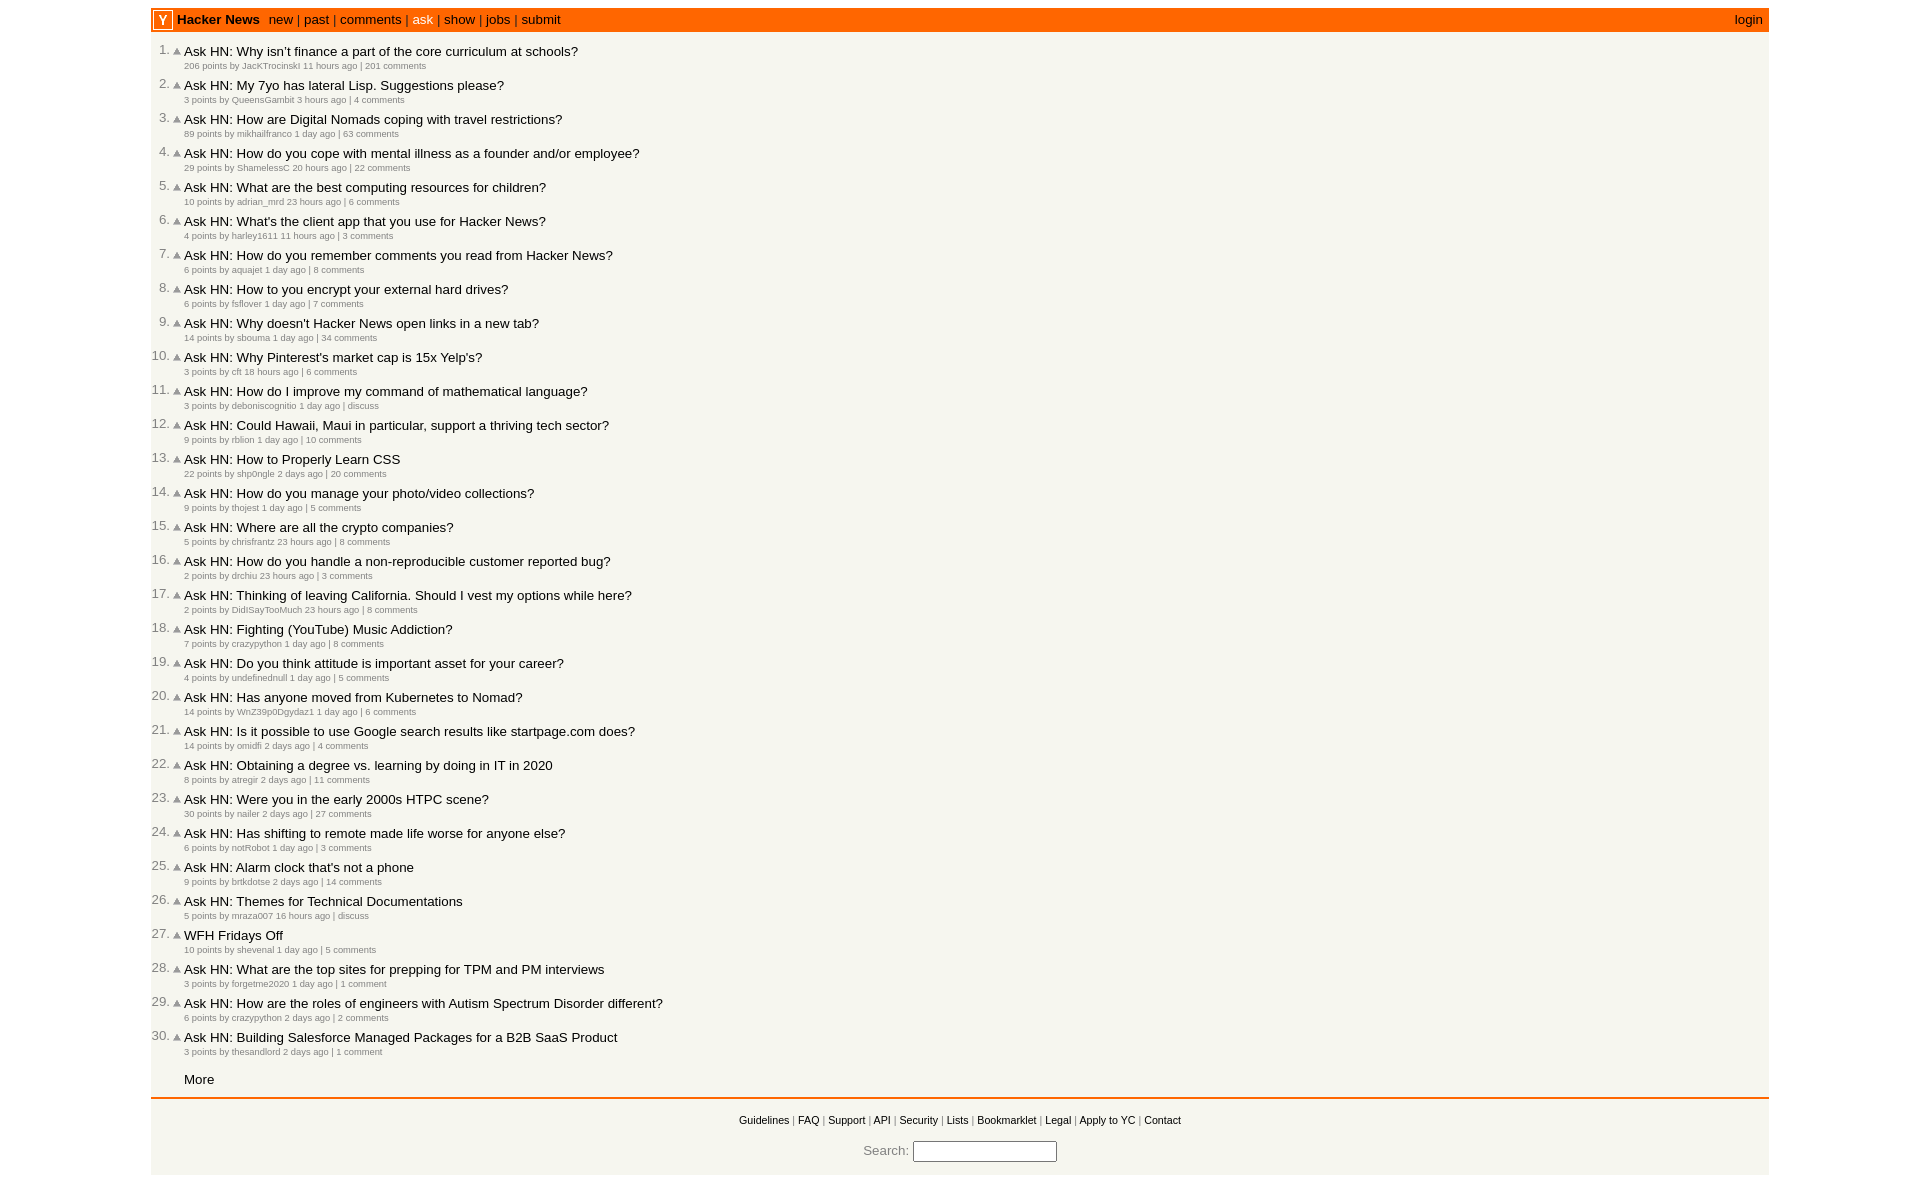 Y Hacker News new | past | comments | ask | show | jobs | submit login
1. Ask HN: Why isn’t finance a part of the core curriculum at schools?
206 points by JacKTrocinskI 11 hours ago | 201 comments
2. Ask HN: My 7yo has lateral Lisp. Suggestions please?
3 points by QueensGambit 3 hours ago | 4 comments
3. Ask HN: How are Digital Nomads coping with travel restrictions?
89 points by mikhailfranco 1 day ago | 63 comments
4. Ask HN: How do you cope with mental illness as a founder and/or employee?
29 points by ShamelessC 20 hours ago | 22 comments
5. Ask HN: What are the best computing resources for children?
10 points by adrian_mrd 23 hours ago | 6 comments
6. Ask HN: What's the client app that you use for Hacker News?
4 points by harley1611 11 hours ago | 3 comments
7. Ask HN: How do you remember comments you read from Hacker News?
6 points by aquajet 1 day ago | 8 comments
8. Ask HN: How to you encrypt your external hard drives?
6 points by fsflover 1 day ago | 7 comments
9. Ask HN: Why doesn't Hacker News open links in a new tab?
14 points by sbouma 1 day ago | 34 comments
10. Ask HN: Why Pinterest's market cap is 15x Yelp's?
3 points by cft 18 hours ago | 6 comments
11. Ask HN: How do I improve my command of mathematical language?
3 points by deboniscognitio 1 day ago | discuss
12. Ask HN: Could Hawaii, Maui in particular, support a thriving tech sector?
9 points by rblion 1 day ago | 10 comments
13. Ask HN: How to Properly Learn CSS
22 points by shp0ngle 2 days ago | 20 comments
14. Ask HN: How do you manage your photo/video collections?
9 points by thojest 1 day ago | 5 comments
15. Ask HN: Where are all the crypto companies?
5 points by chrisfrantz 23 hours ago | 8 comments
16. Ask HN: How do you handle a non-reproducible customer reported bug?
2 points by drchiu 23 hours ago | 3 comments
17. Ask HN: Thinking of leaving California. Should I vest my options while here?
2 points by DidISayTooMuch 23 hours ago | 8 comments
18. Ask HN: Fighting (YouTube) Music Addiction?
7 points by crazypython 1 day ago | 8 comments
19. Ask HN: Do you think attitude is important asset for your career?
4 points by undefinednull 1 day ago | 5 comments
20. Ask HN: Has anyone moved from Kubernetes to Nomad?
14 points by WnZ39p0Dgydaz1 1 day ago | 6 comments
21. Ask HN: Is it possible to use Google search results like startpage.com does?
14 points by omidfi 2 days ago | 4 comments
22. Ask HN: Obtaining a degree vs. learning by doing in IT in 2020
8 points by atregir 2 days ago | 11 comments
23. Ask HN: Were you in the early 2000s HTPC scene?
30 points by nailer 2 days ago | 27 comments
24. Ask HN: Has shifting to remote made life worse for anyone else?
6 points by notRobot 1 day ago | 3 comments
25. Ask HN: Alarm clock that's not a phone
9 points by brtkdotse 2 days ago | 14 comments
26. Ask HN: Themes for Technical Documentations
5 points by mraza007 16 hours ago | discuss
27. WFH Fridays Off
10 points by shevenal 1 day ago | 5 comments
28. Ask HN: What are the top sites for prepping for TPM and PM interviews
3 points by forgetme2020 1 day ago | 1 comment
29. Ask HN: How are the roles of engineers with Autism Spectrum Disorder different?
6 points by crazypython 2 days ago | 2 comments
30. Ask HN: Building Salesforce Managed Packages for a B2B SaaS Product
3 points by thesandlord 2 days ago | 1 comment
More
Guidelines | FAQ | Support | API | Security | Lists | Bookmarklet | Legal | Apply to YC | Contact
Search: